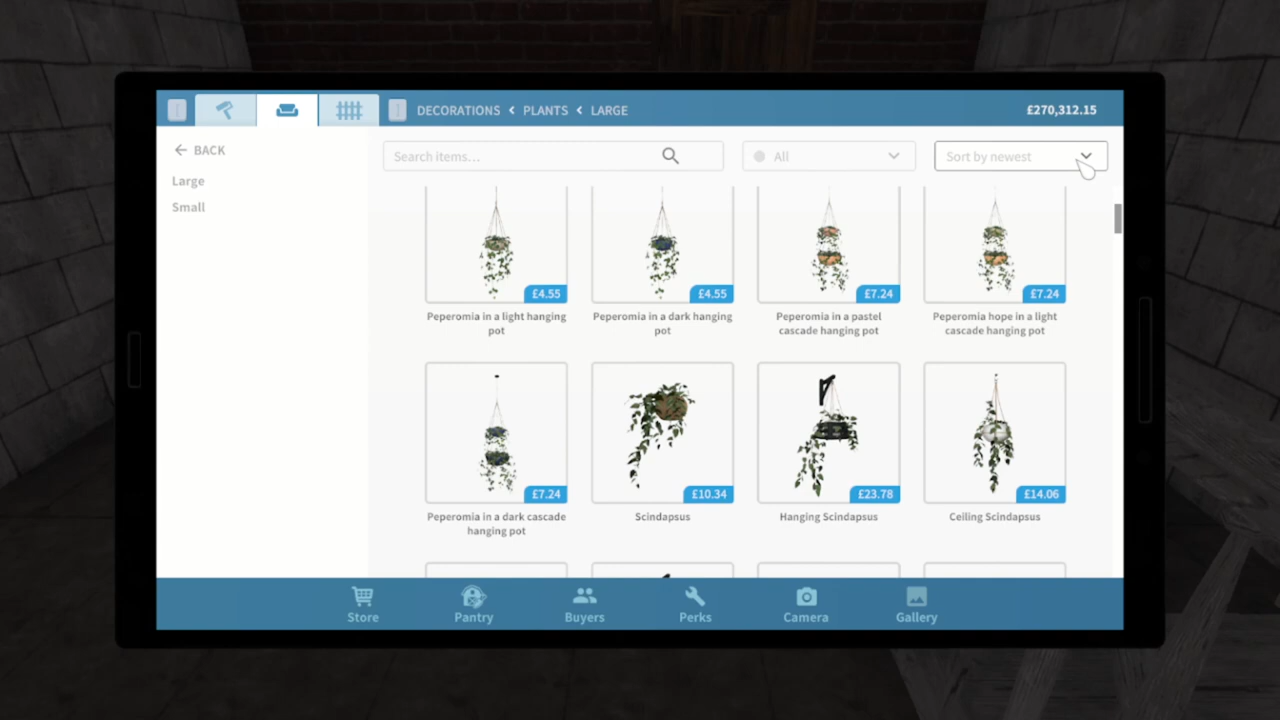 DECORATIONS < PLANTS < LARGE
£270,312.15
BACK
Search items...
All
Sort by newest
Large
Small
£4.55
£4.55
£7.24
£7.24
Peperomia in a light hanging
pot
Peperomia in a dark hanging
pot
Peperomia in a pastel
cascade hanging pot
Peperomia hope in a light
cascade hanging pot
£7.24
£10.34
£23.78
£14.06
Peperomia in a dark cascade
hanging pot
Scindapsus
Hanging Scindapsus
Ceiling Scindapsus
Store
Pantry
Buyers
Perks
Camera
Gallery